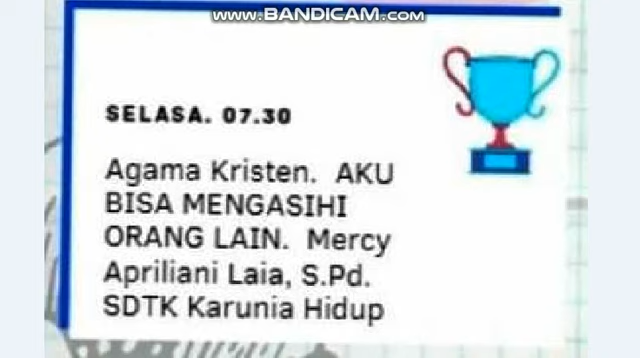 www.BANDICAM.com
SELASA. 07.30
Agama Kristen. AKU
BISA MENGASIHI
ORANG LAIN. Mercy
Apriliani Laia, S.Pd.
SDTK Karunia Hidup